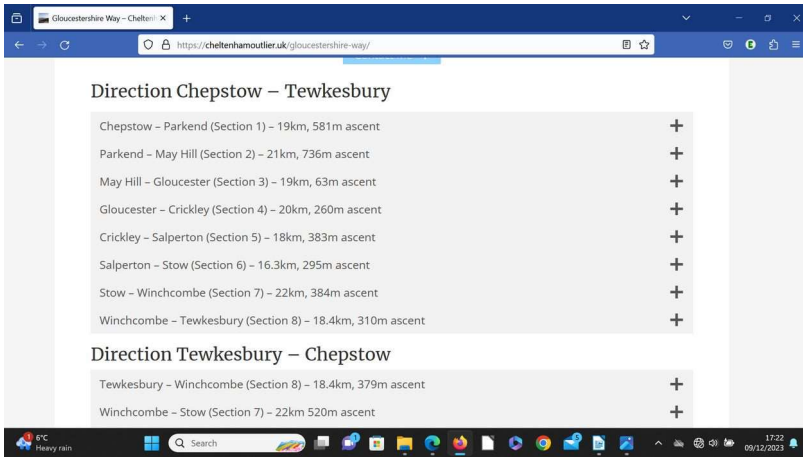 Gloucestershire Way – Chelten
https://cheltenhamoutlier.uk/gloucestershire-way/
Direction Chepstow – Tewkesbury
Chepstow – Parkend (Section 1) – 19km, 581m ascent
Parkend – May Hill (Section 2) – 21km, 736m ascent
May Hill – Gloucester (Section 3) – 19km, 63m ascent
Gloucester – Crickley (Section 4) – 20km, 260m ascent
Crickley – Salperton (Section 5) – 18km, 383m ascent
Salperton – Stow (Section 6) – 16.3km, 295m ascent
Stow – Winchcombe (Section 7) – 22km, 384m ascent
Winchcombe – Tewkesbury (Section 8) – 18.4km, 310m ascent
Direction Tewkesbury – Chepstow
Tewkesbury – Winchcombe (Section 8) – 18.4km, 379m ascent
Winchcombe – Stow (Section 7) – 22km 520m ascent
6°C
Heavy rain
Search
17:22
09/12/2023